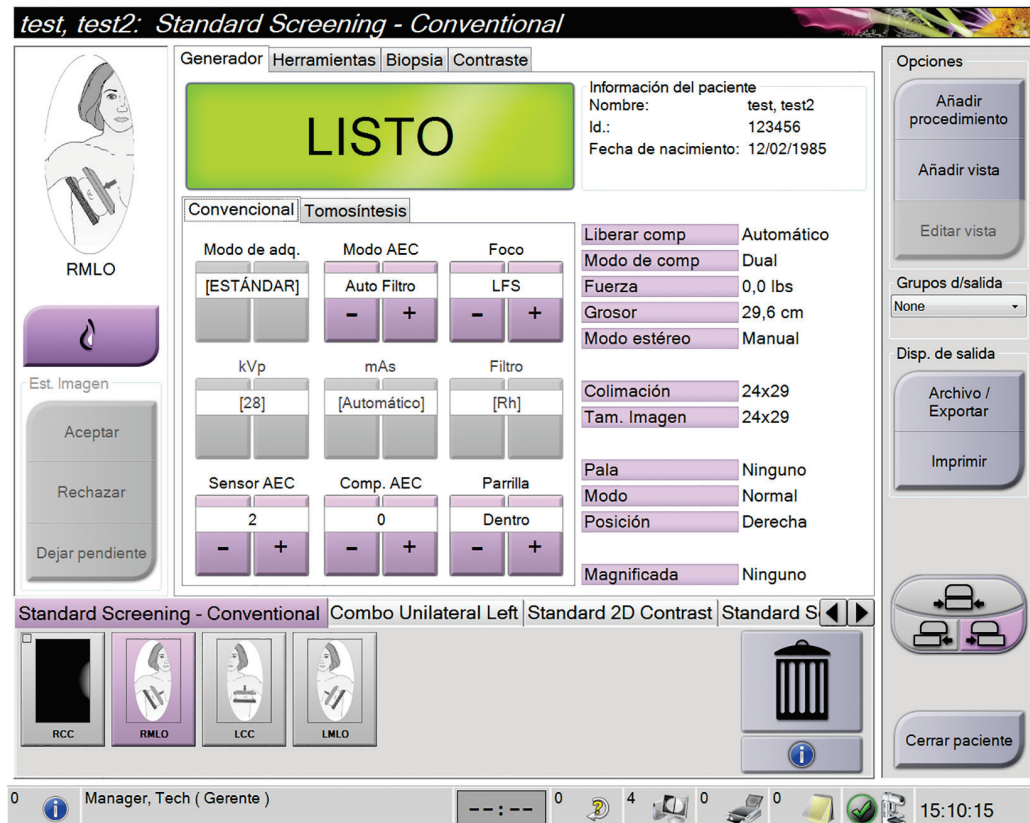 test, test2: Standard Screening - Conventional
Generador Herramientas Biopsia Contraste
LISTO
Información del paciente
Nombre: test, test2
Id.: 123456
Fecha de nacimiento: 12/02/1985
RMLO
Est. Imagen
Aceptar
Rechazar
Dejar pendiente
Convencional Tomosíntesis
Modo de adq. Modo AEC Foco
[ESTÁNDAR] Auto Filtro LFS
- + - +
kVp mAs Filtro
[28] [Automático] [Rh]
Sensor AEC Comp. AEC Parrilla
2 0 Dentro
- + - + - +
Liberar comp Automático
Modo de comp Dual
Fuerza 0,0 lbs
Grosor 29,6 cm
Modo estéreo Manual
Colimación 24x29
Tam. Imagen 24x29
Pala Ninguno
Modo Normal
Posición Derecha
Magnificada Ninguno
Opciones
Añadir
procedimiento
Añadir vista
Editar vista
Grupos d/salida
None
Disp. de salida
Archivo /
Exportar
Imprimir
Cerrar paciente
Standard Screening - Conventional Combo Unilateral Left Standard 2D Contrast Standard S
RCC RMLO LCC LMLO
0 Manager, Tech ( Gerente ) --:-- 0 4 0 0 15:10:15